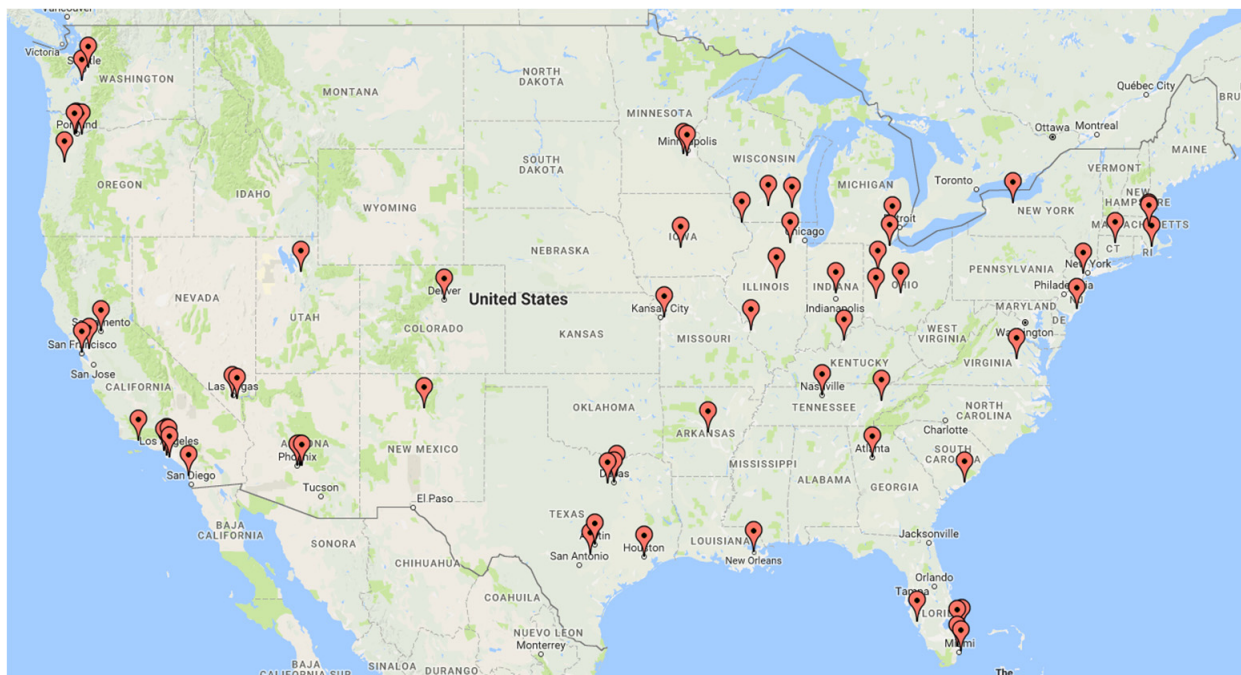 Vancouver
Victoria
Seattle
WASHINGTON
NORTH
DAKOTA
MONTANA
MINNESOTA
Québec City
BRU
Ottawa
Montreal
MAINE
Portland
Minneapolis
WISCONSIN
SOUTH
DAKOTA
OREGON
IDAHO
WYOMING
MICHIGAN
Toronto
VERMONT
NEW
HAMPSHIRE
NEW YORK
MASSACHUSETTS
CT
RI
Detroit
IOWA
Chicago
NEBRASKA
New York
PENNSYLVANIA
Philadelphia
NJ
NEVADA
UTAH
Denver
United States
COLORADO
ILLINOIS
INDIANA
OHIO
Indianapolis
MARYLAND
DE
Washington
Sacramento
San Francisco
San Jose
CALIFORNIA
Kansas City
KANSAS
MISSOURI
WEST
VIRGINIA
VIRGINIA
KENTUCKY
Las Vegas
Nashville
TENNESSEE
NORTH
CAROLINA
Charlotte
OKLAHOMA
ARKANSAS
Los Angeles
San Diego
ARIZONA
Phoenix
Tucson
NEW MEXICO
El Paso
Dallas
MISSISSIPPI
ALABAMA
Atlanta
GEORGIA
SOUTH
CAROLINA
TEXAS
Austin
San Antonio
Houston
LOUISIANA
New Orleans
Jacksonville
Orlando
Tampa
FLORIDA
Miami
BAJA
CALIFORNIA
SONORA
CHIHUAHUA
COAHUILA
NUEVO LEON
Monterrey
BAJA
CALIFORNIA SUR
SINALOA
DURANGO
The